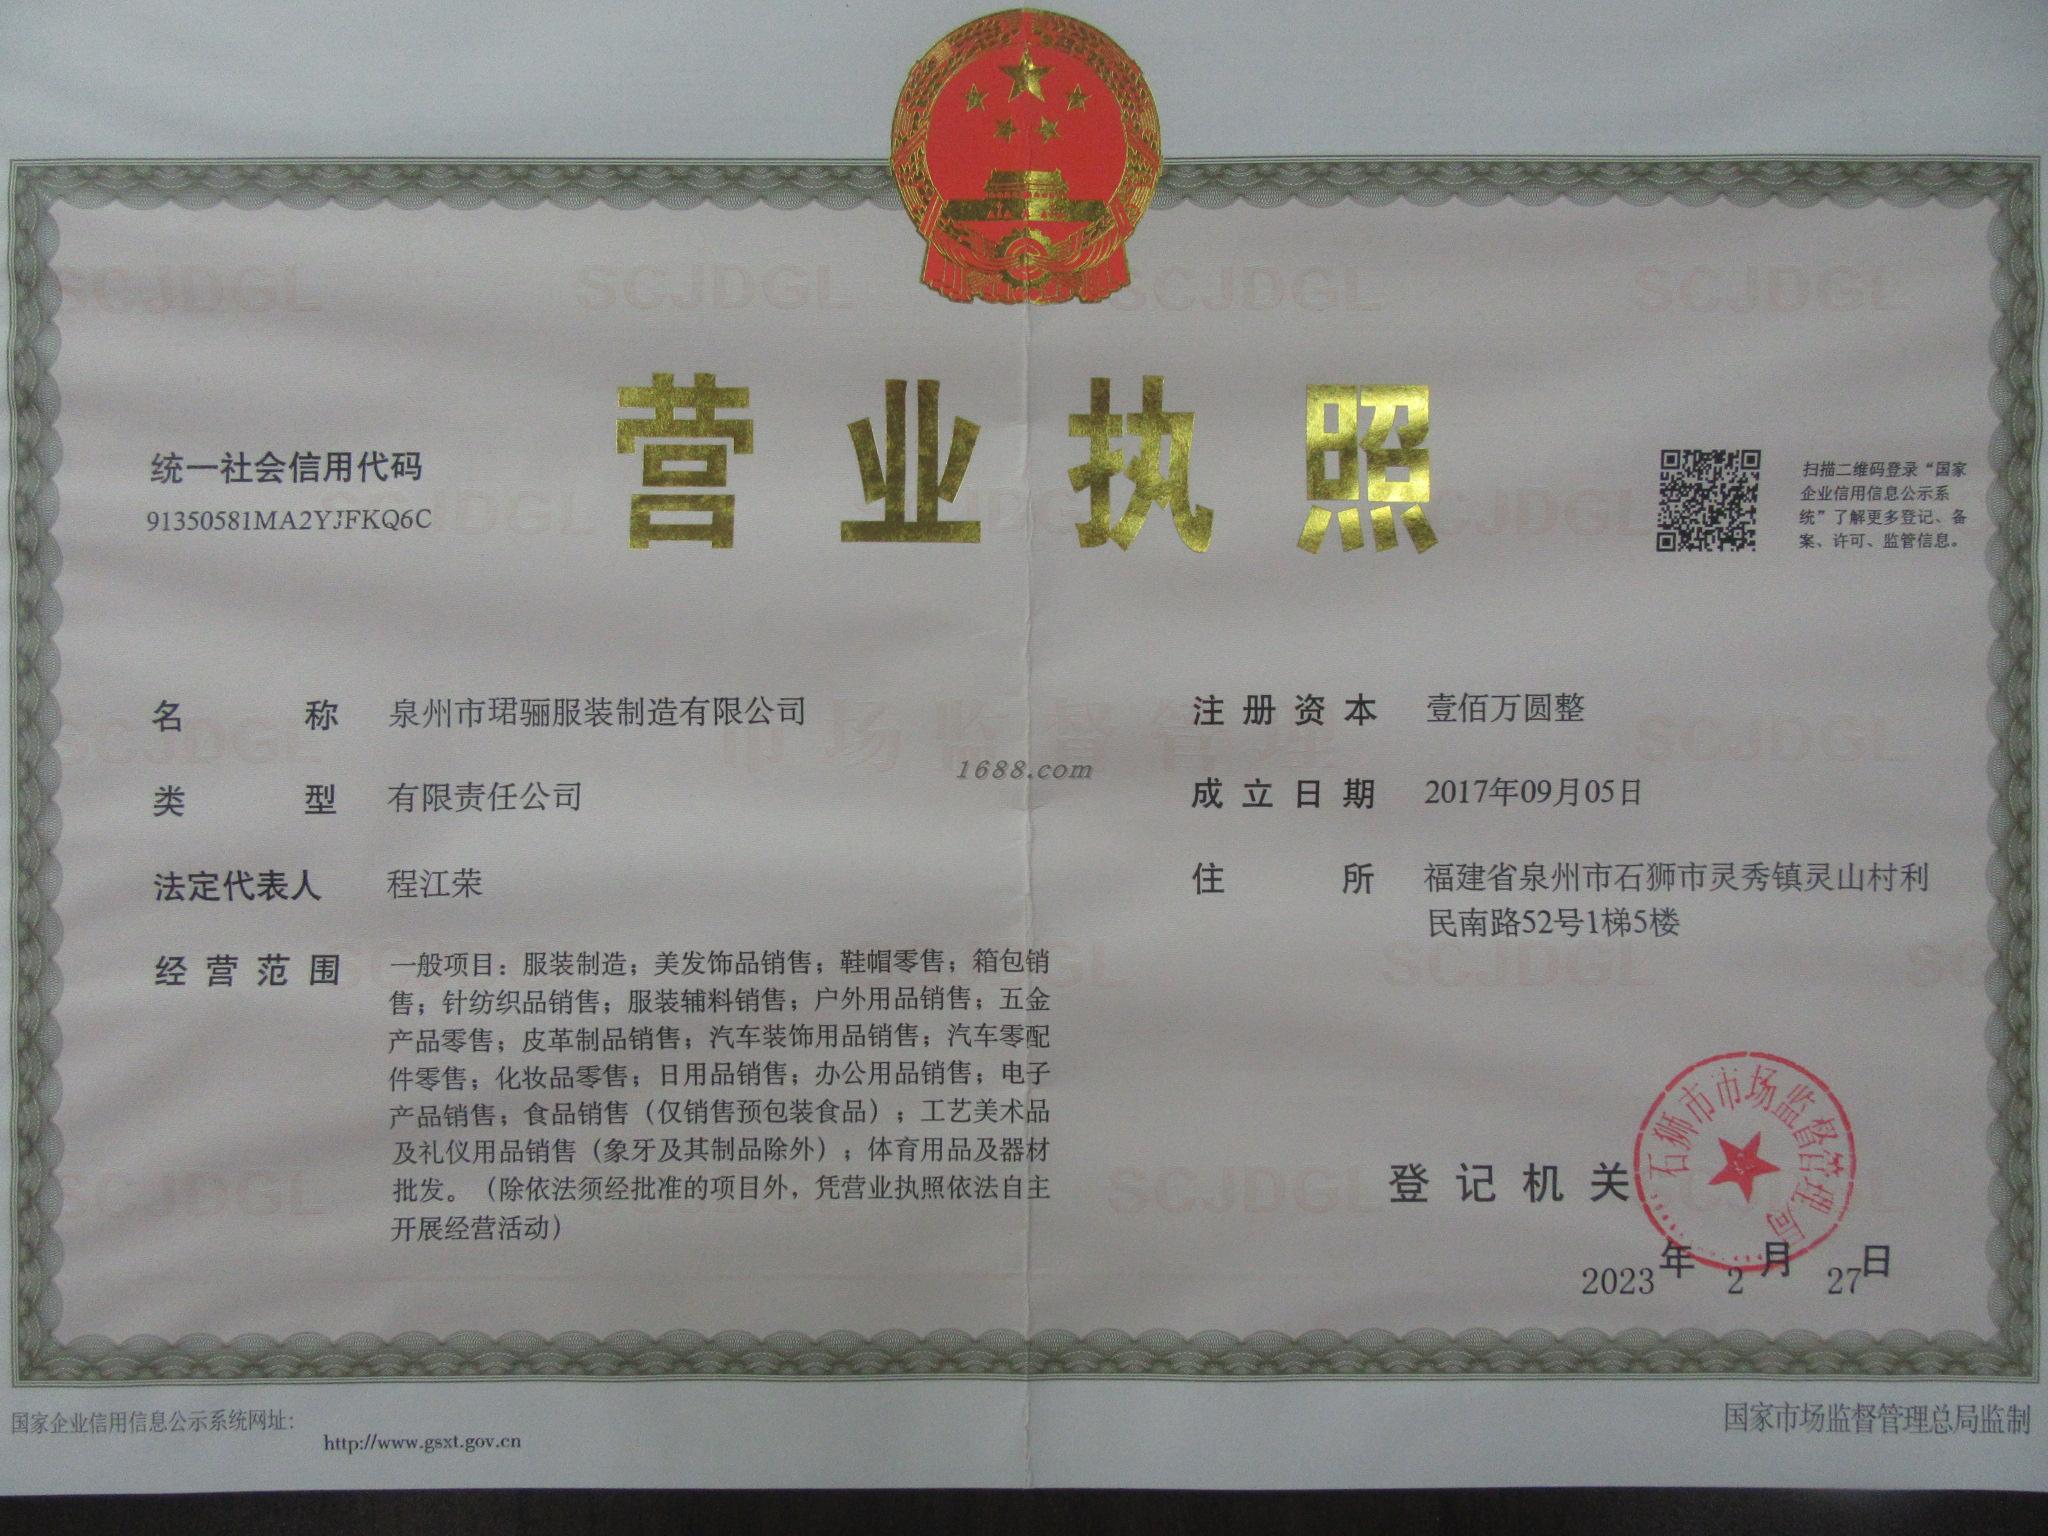 营业执照
统一社会信用代码
91350581MA2YJFKQ6C
扫描二维码登录“国家
企业信用信息公示系
统”了解更多登记、备
案、许可、监管信息。
名称 泉州市珺骊服装制造有限公司
类型 有限责任公司
法定代表人 程江荣
经营范围 一般项目：服装制造；美发饰品销售；鞋帽零售；箱包销
售；针纺织品销售；服装辅料销售；户外用品销售；五金
产品零售；皮革制品销售；汽车装饰用品销售；汽车零配
件零售；化妆品零售；日用品销售；办公用品销售；电子
产品销售；食品销售（仅销售预包装食品）；工艺美术品
及礼仪用品销售（象牙及其制品除外）；体育用品及器材
批发。（除依法须经批准的项目外，凭营业执照依法自主
开展经营活动）
注册资本 壹佰万圆整
成立日期 2017年09月05日
住所 福建省泉州市石狮市灵秀镇灵山村利
民南路52号1梯5楼
1688.com
市场监督管理
SCJDGL
登记机关
石狮市市场监督管理局
2023年2月27日
国家企业信用信息公示系统网址：
http://www.gsxt.gov.cn
国家市场监督管理总局监制